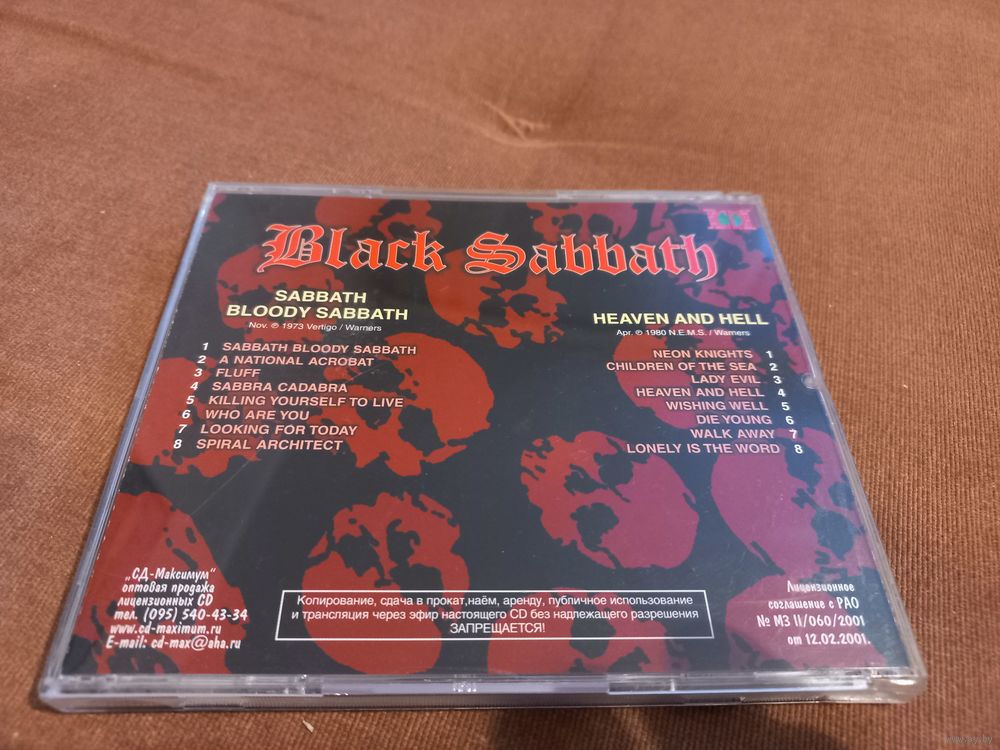 Black Sabbath
SABBATH
BLOODY SABBATH
Nov. ℗ 1973 Vertigo / Warners
1 SABBATH BLOODY SABBATH
2 A NATIONAL ACROBAT
3 FLUFF
4 SABBRA CADABRA
5 KILLING YOURSELF TO LIVE
6 WHO ARE YOU
7 LOOKING FOR TODAY
8 SPIRAL ARCHITECT
HEAVEN AND HELL
Apr. ℗ 1980 N.E.M.S. / Warners
NEON KNIGHTS 1
CHILDREN OF THE SEA 2
LADY EVIL 3
HEAVEN AND HELL 4
WISHING WELL 5
DIE YOUNG 6
WALK AWAY 7
LONELY IS THE WORD 8
„СД-Максимум“
оптовая продажа
лицензионных CD
тел. (095) 540-43-34
www.cd-maximum.ru
E-mail: cd-max@aha.ru
Копирование, сдача в прокат,наём, аренду, публичное использование
и трансляция через эфир настоящего CD без надлежащего разрешения
ЗАПРЕЩАЕТСЯ!
Лицензионное
соглашение с РАО
№ МЗ II/060/2001
от 12.02.2001.
www.ay.by